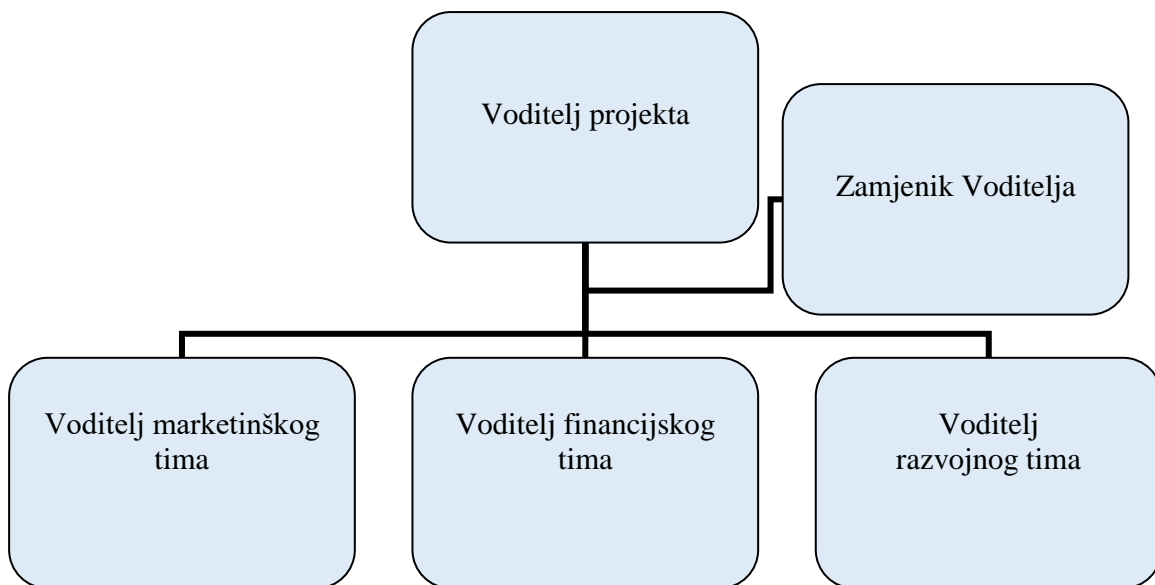 Voditelj projekta
Zamjenik Voditelja
Voditelj marketinškog
tima
Voditelj financijskog
tima
Voditelj
razvojnog tima